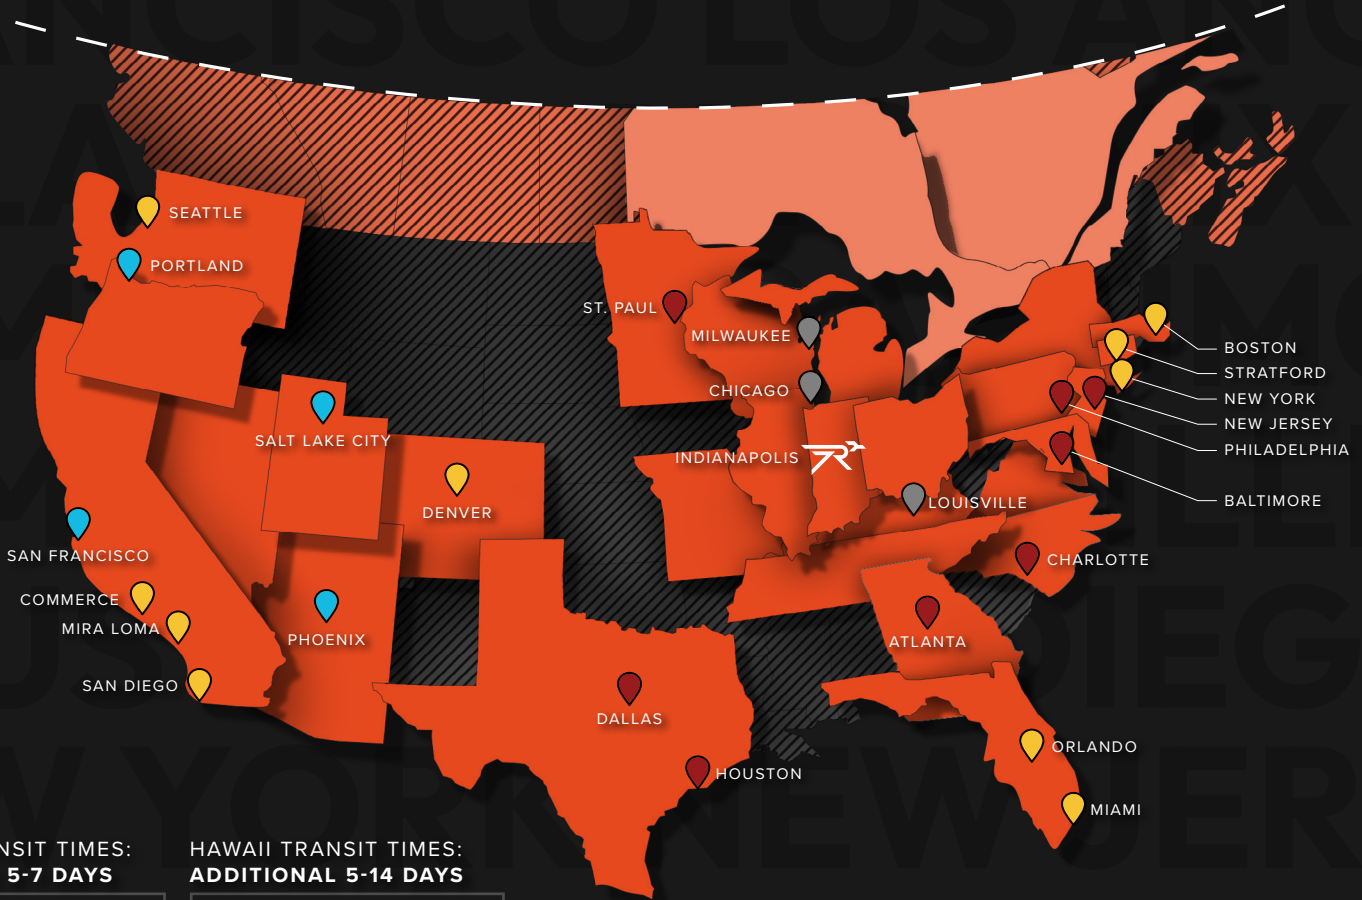 SEATTLE
PORTLAND
ST. PAUL
MILWAUKEE
CHICAGO
BOSTON
STRATFORD
NEW YORK
NEW JERSEY
PHILADELPHIA
SALT LAKE CITY
INDIANAPOLIS
DENVER
LOUISVILLE
BALTIMORE
SAN FRANCISCO
CHARLOTTE
COMMERCE
MIRA LOMA
PHOENIX
ATLANTA
SAN DIEGO
DALLAS
ORLANDO
HOUSTON
MIAMI
NSIT TIMES:
5-7 DAYS
HAWAII TRANSIT TIMES:
ADDITIONAL 5-14 DAYS